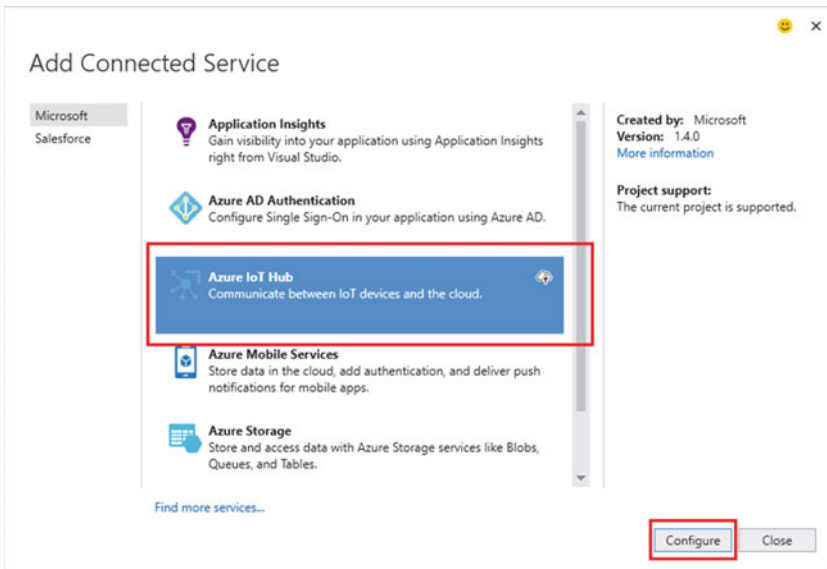 Add Connected Service
Microsoft
Salesforce
Application Insights
Gain visibility into your application using Application Insights
right from Visual Studio.
Azure AD Authentication
Configure Single Sign-On in your application using Azure AD.
Azure IoT Hub
Communicate between IoT devices and the cloud.
Azure Mobile Services
Store data in the cloud, add authentication, and deliver push
notifications for mobile apps.
Azure Storage
Store and access data with Azure Storage services like Blobs,
Queues, and Tables.
Find more services...
Created by: Microsoft
Version: 1.4.0
More information
Project support:
The current project is supported.
Configure
Close